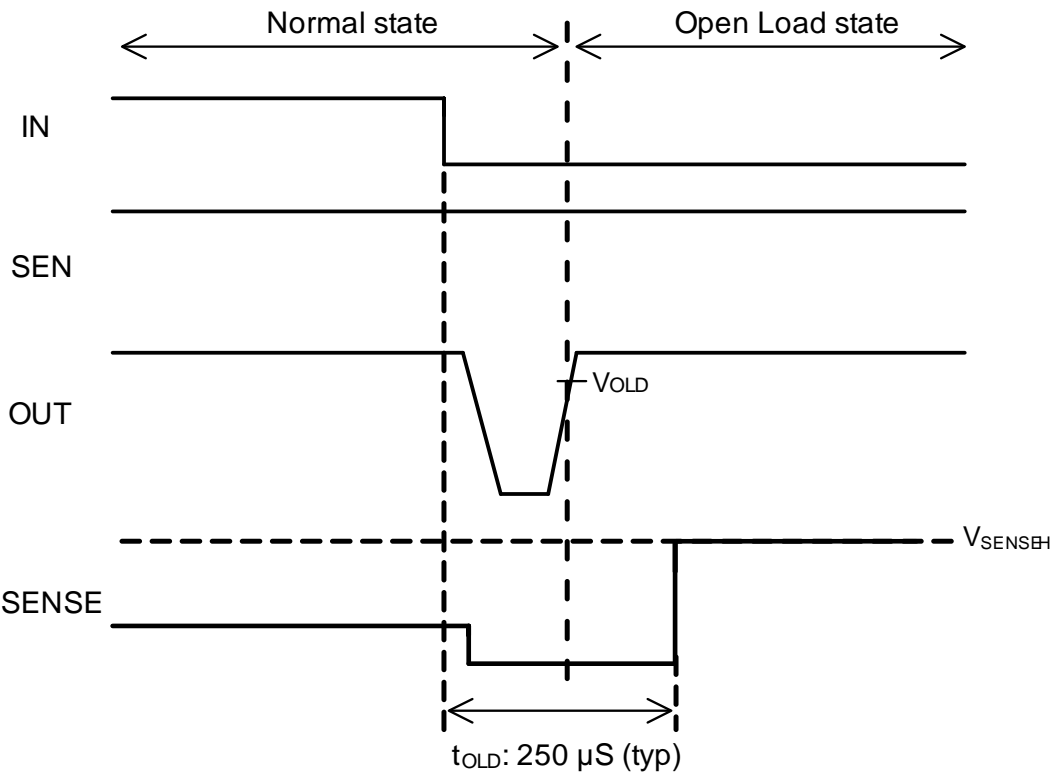 Normal state
Open Load state
IN
SEN
OUT
VOLD
VSENSEH
SENSE
tOLD: 250 µS (typ)